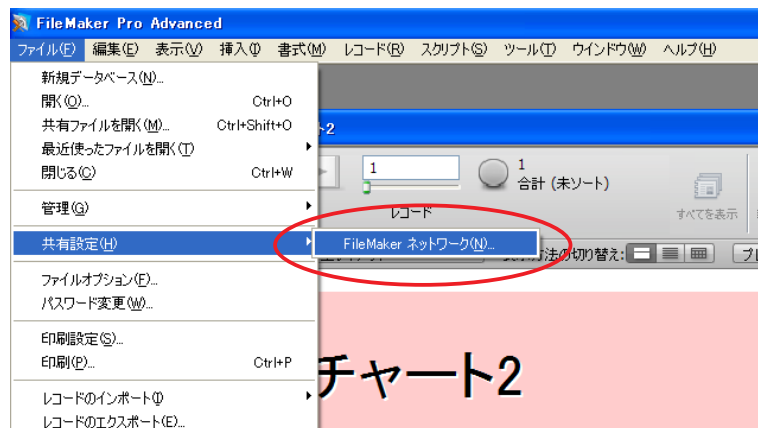 FileMaker Pro Advanced
ファイル(F) 編集(E) 表示(V) 挿入(I) 書式(M) レコード(R) スクリプト(S) ツール(T) ウインドウ(W) ヘルプ(H)
新規データベース(N)...
開く(O)... Ctrl+O
共有ファイルを開く(M)... Ctrl+Shift+O
最近使ったファイルを開く(T)
閉じる(C) Ctrl+W
管理(G)
共有設定(H)
FileMaker ネットワーク(N)...
ファイルオプション(F)...
パスワード変更(W)...
印刷設定(S)...
印刷(P)... Ctrl+P
レコードのインポート(I)
レコードのエクスポート(E)...
ト2
1
1
合計 (未ソート)
レコード
すべてを表示
の切り替え:
プレ
チャート2